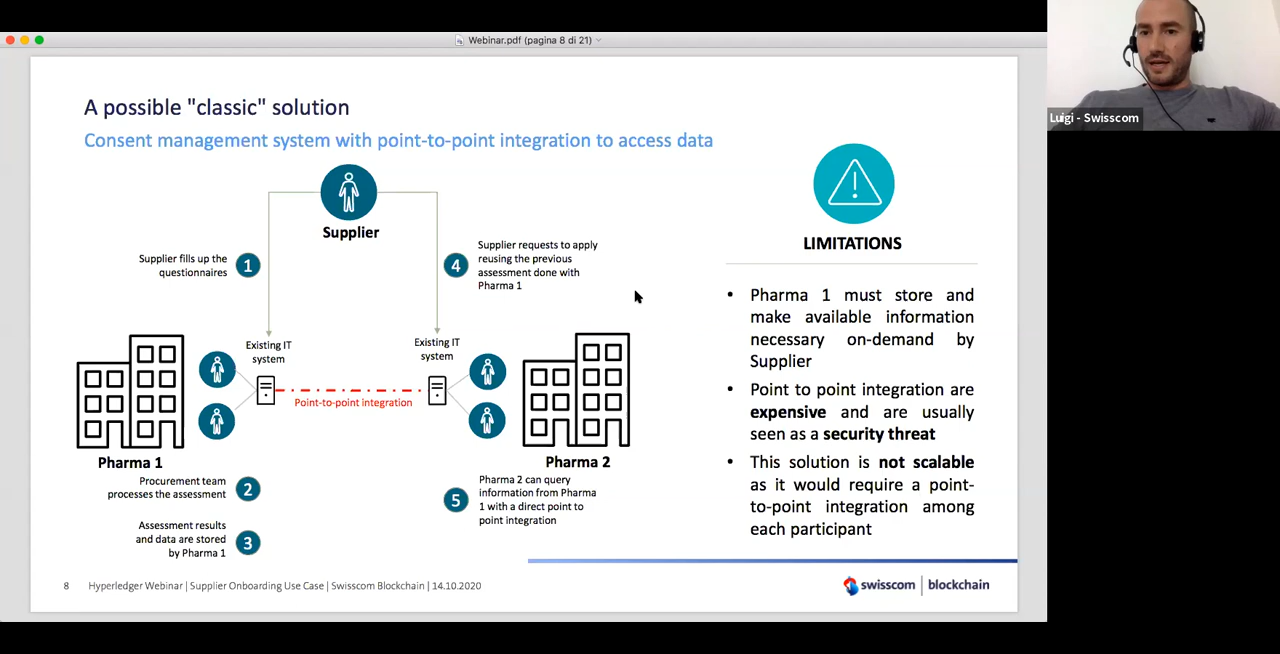 Webinar.pdf (pagina 8 di 21)
Luigi - Swisscom
A possible "classic" solution
Consent management system with point-to-point integration to access data
Supplier
Supplier fills up the
questionnaires
1
4
Supplier requests to apply
reusing the previous
assessment done with
Pharma 1
Existing IT
system
Existing IT
system
Point-to-point integration
Pharma 1
Pharma 2
Procurement team
processes the assessment
2
Assessment results
and data are stored
by Pharma 1
3
5
Pharma 2 can query
information from Pharma
1 with a direct point to
point integration
LIMITATIONS
• Pharma 1 must store and
make available information
necessary on-demand by
Supplier
• Point to point integration are
expensive and are usually
seen as a security threat
• This solution is not scalable
as it would require a point-
to-point integration among
each participant
8 Hyperledger Webinar | Supplier Onboarding Use Case | Swisscom Blockchain | 14.10.2020
swisscom | blockchain